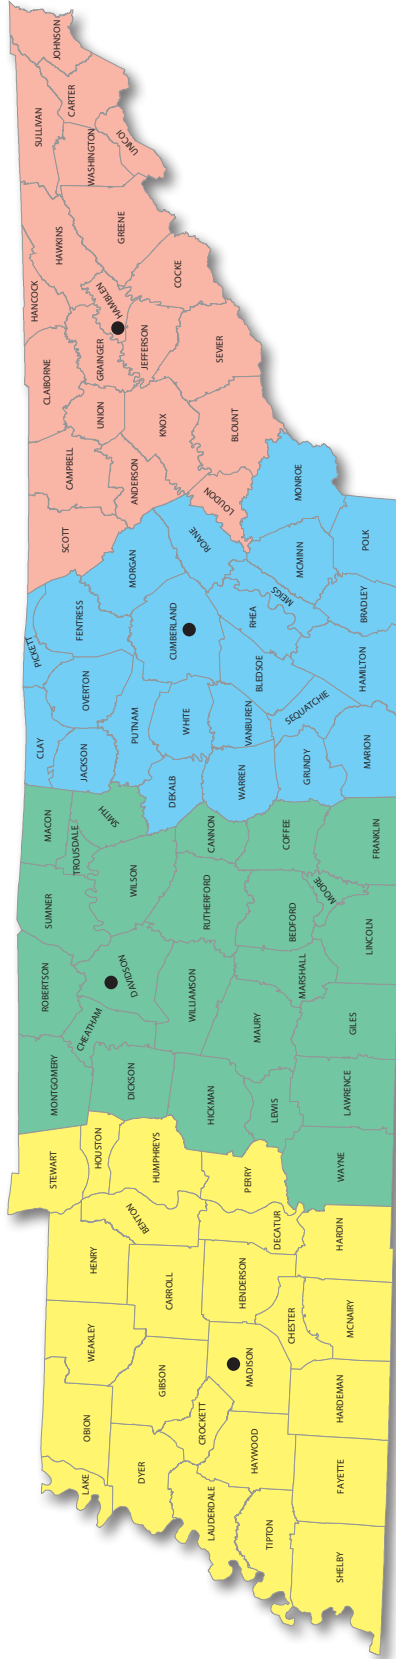 JOHNSON
CARTER
SULLIVAN
UNCOI
WASHINGTON
GREENE
HAWKINS
COCKE
HANCOCK
HAMBLEN
JEFFERSON
SEVIER
GRAINGER
CLAIBORNE
UNION
KNOX
BLOUNT
CAMPBELL
ANDERSON
LOUDON
MONROE
SCOTT
ROANE
POLK
MCMINN
MORGAN
MEIGS
BRADLEY
RHEA
CUMBERLAND
FENTRESS
PICKETT
BLEDSOE
HAMILTON
OVERTON
SEQUATCHIE
PUTNAM
WHITE
VANBUREN
CLAY
JACKSON
MARION
GRUNDY
WARREN
DEKALB
SMITH
MACON
TROUSDALE
CANNON
COFFEE
FRANKLIN
WILSON
MOORE
SUMNER
RUTHERFORD
BEDFORD
LINCOLN
DAVIDSON
MARSHALL
ROBERTSON
WILLIAMSON
CHEATHAM
MAURY
GILES
MONTGOMERY
DICKSON
HICKMAN
LEWIS
LAWRENCE
HOUSTON
HUMPHREYS
STEWART
PERRY
WAYNE
BENTON
DECATUR
HARDIN
HENRY
CARROLL
HENDERSON
CHESTER
MCNAIRY
WEAKLEY
MADISON
GIBSON
HARDEMAN
CROCKETT
OBION
HAYWOOD
DYER
FAYETTE
LAKE
LAUDERDALE
TIPTON
SHELBY